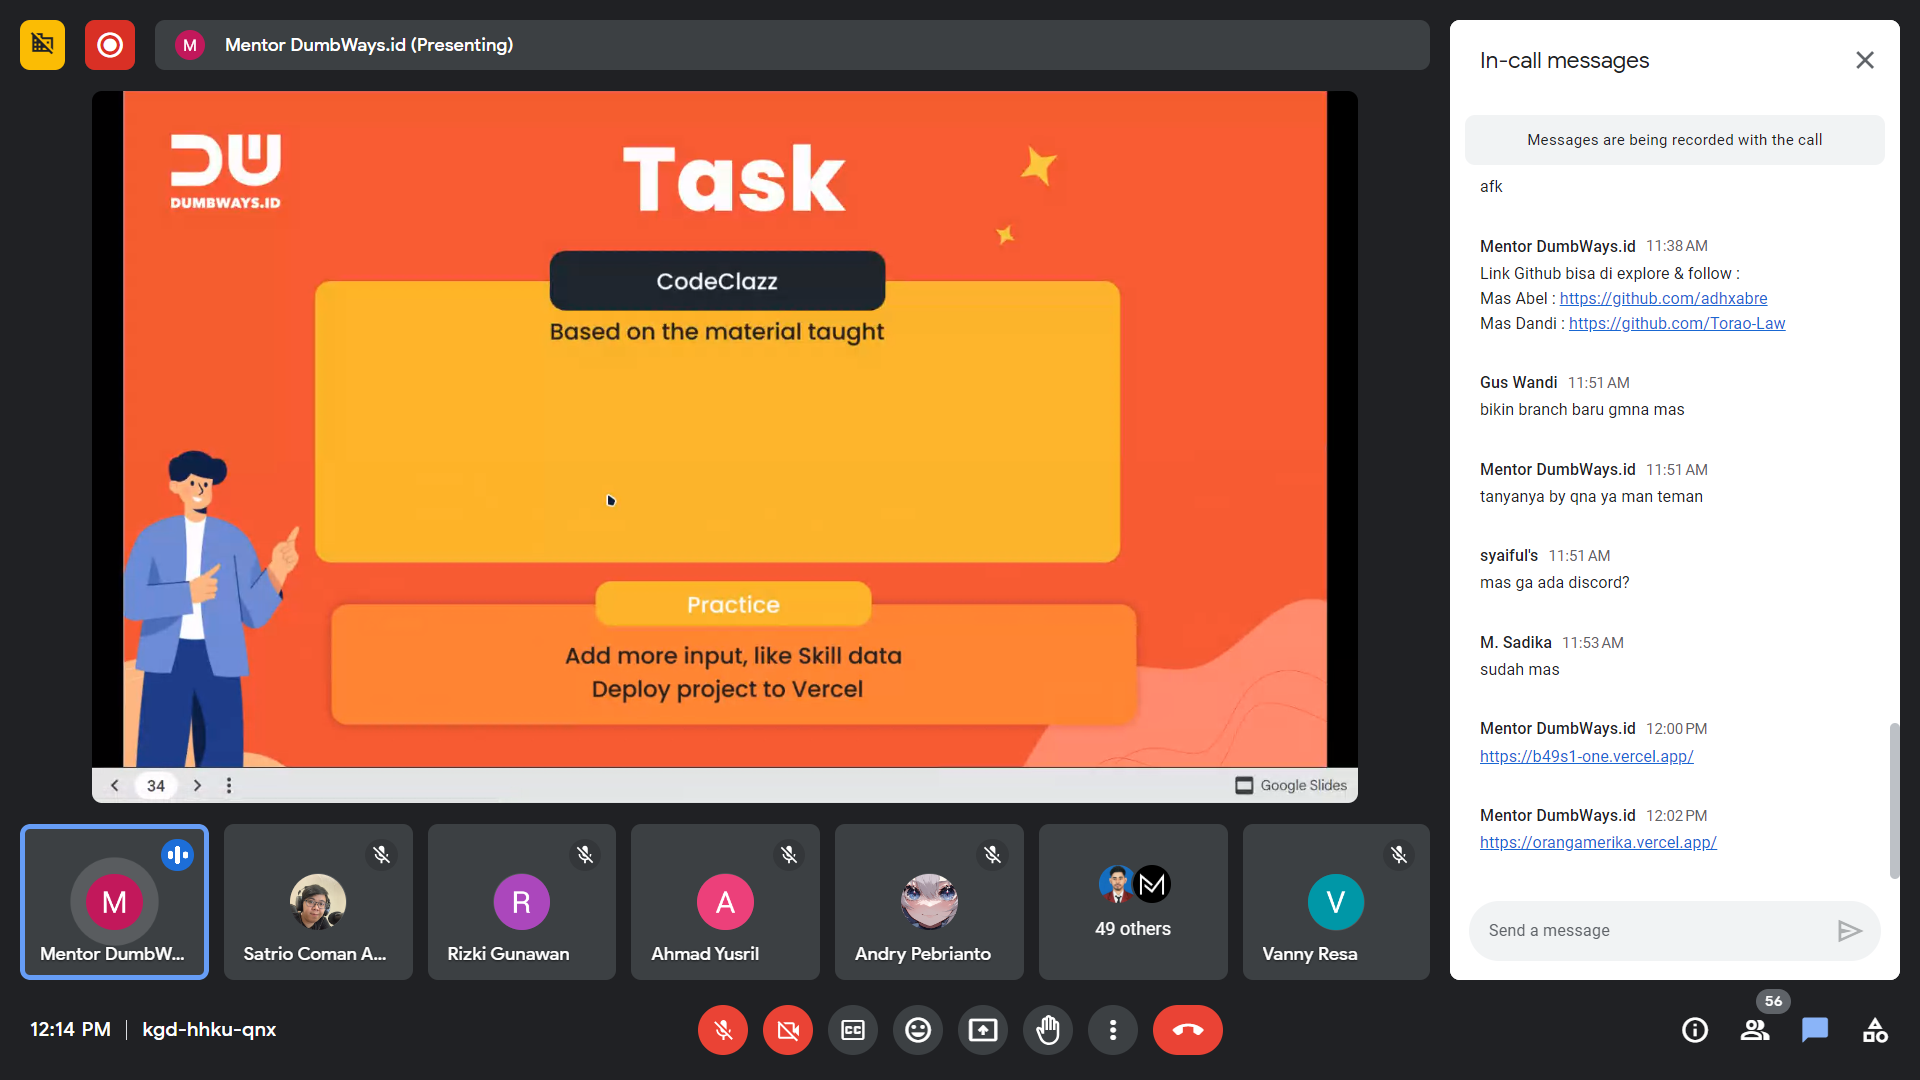 M
Mentor DumbWays.id (Presenting)
DW
DUMBWAYS.ID
Task
CodeClazz
Based on the material taught
Practice
Add more input, like Skill data
Deploy project to Vercel
34
Google Slides
M
Mentor DumbW...
Satrio Coman A...
R
Rizki Gunawan
A
Ahmad Yusril
Andry Pebrianto
49 others
V
Vanny Resa
12:14 PM
kgd-hhku-qnx
CC
56
In-call messages
Messages are being recorded with the call
afk
Mentor DumbWays.id 11:38 AM
Link Github bisa di explore & follow :
Mas Abel : https://github.com/adhxabre
Mas Dandi : https://github.com/Torao-Law
Gus Wandi 11:51 AM
bikin branch baru gmna mas
Mentor DumbWays.id 11:51 AM
tanyanya by qna ya man teman
syaiful's 11:51 AM
mas ga ada discord?
M. Sadika 11:53 AM
sudah mas
Mentor DumbWays.id 12:00 PM
https://b49s1-one.vercel.app/
Mentor DumbWays.id 12:02 PM
https://orangamerika.vercel.app/
Send a message